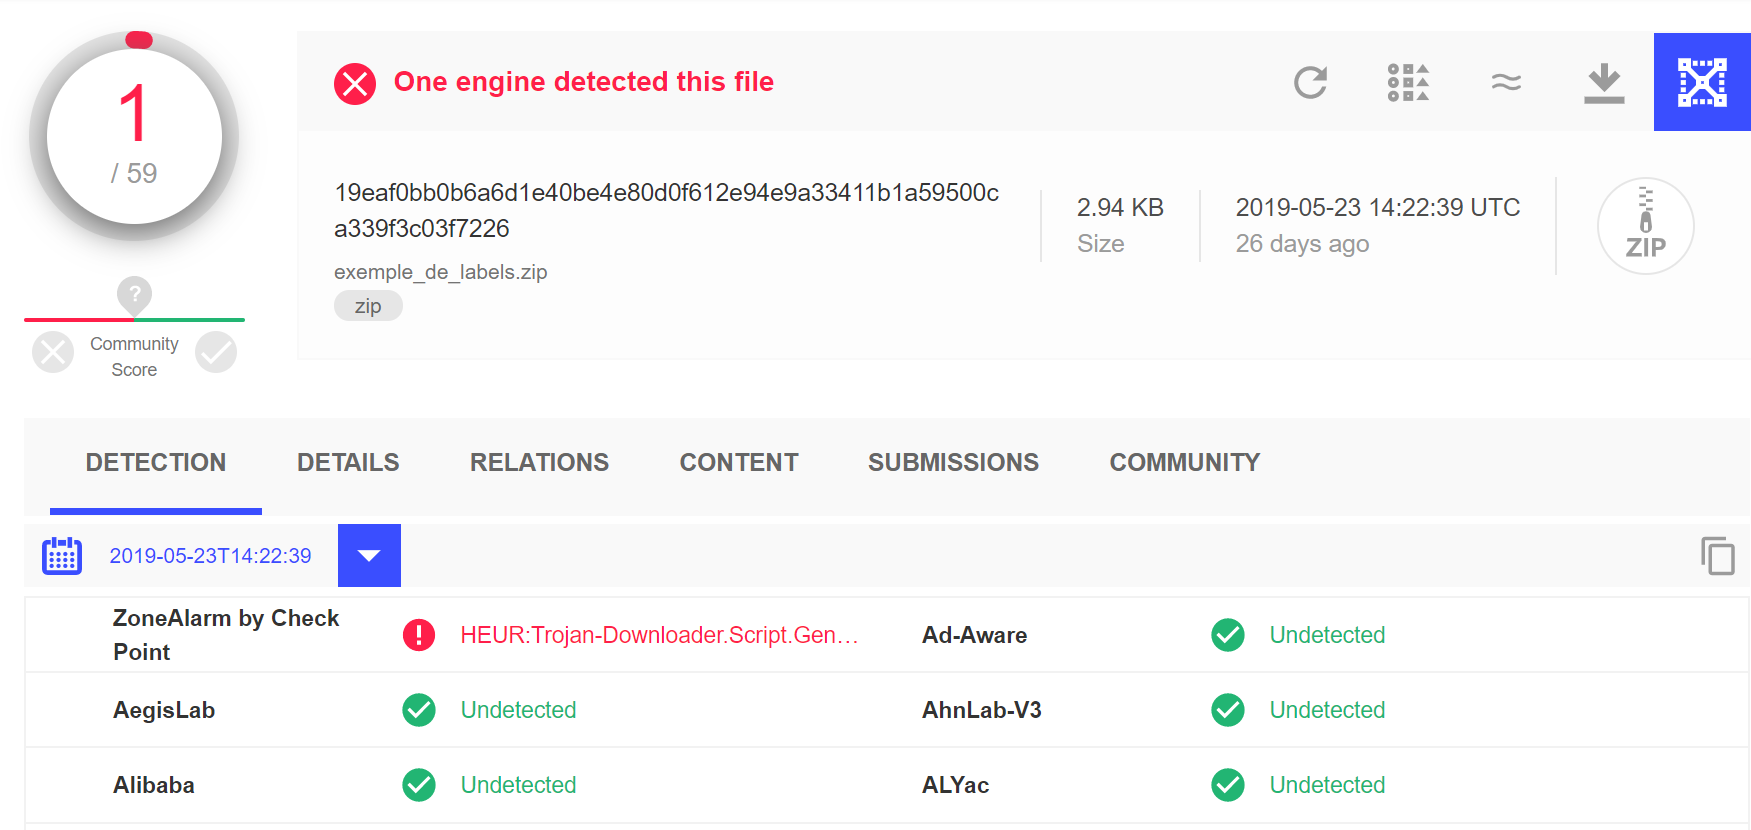 1
/ 59
?
Community
Score
One engine detected this file
19eaf0bb0b6a6d1e40be4e80d0f612e94e9a33411b1a59500c
a339f3c03f7226
exemple_de_labels.zip
zip
2.94 KB
Size
2019-05-23 14:22:39 UTC
26 days ago
ZIP
DETECTION DETAILS RELATIONS CONTENT SUBMISSIONS COMMUNITY
2019-05-23T14:22:39
ZoneAlarm by Check
Point
HEUR:Trojan-Downloader.Script.Gen…
Ad-Aware
Undetected
AegisLab
Undetected
AhnLab-V3
Undetected
Alibaba
Undetected
ALYac
Undetected